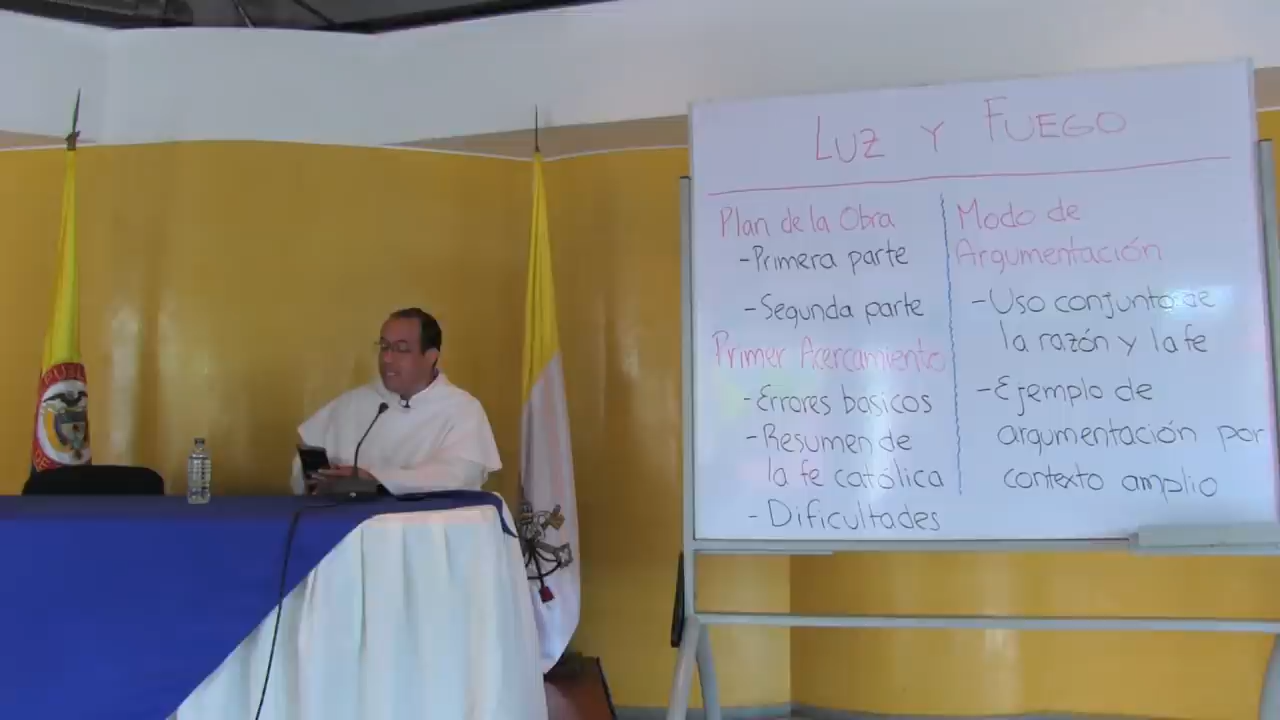 LUZ Y FUEGO
Plan de la Obra
-Primera parte
-Segunda parte
Primer Acercamiento
-Errores basicos
-Resumen de
la fe católica
-Dificultades
Modo de
Argumentación
-Uso conjunto de
la razón y la fe
-Ejemplo de
argumentación por
contexto amplio